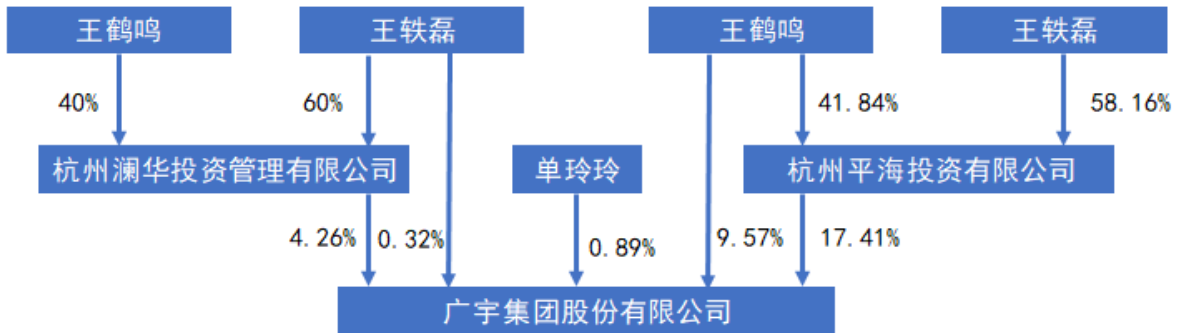 王鹤鸣
王轶磊
王鹤鸣
王轶磊
40%
60%
41.84%
58.16%
杭州澜华投资管理有限公司
单玲玲
杭州平海投资有限公司
4.26%
0.32%
0.89%
9.57%
17.41%
广宇集团股份有限公司